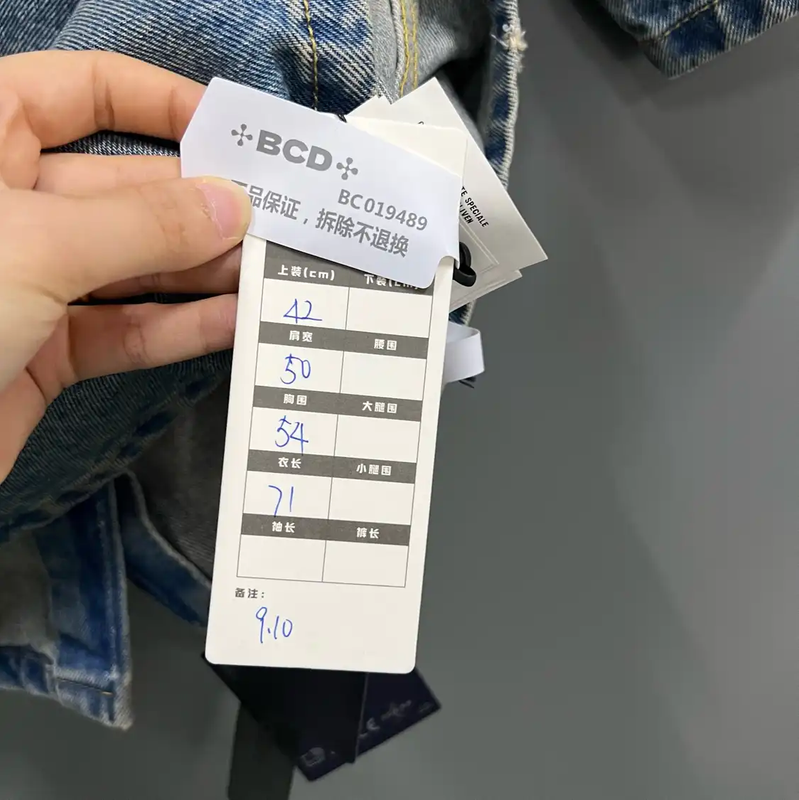 BCD
BC019489
品保证，拆除不退换
上装(cm)
42
肩宽 腰围
50
胸围 大腿围
54
衣长 小腿围
71
袖长 裤长
备注：
9.10
SPECIALE